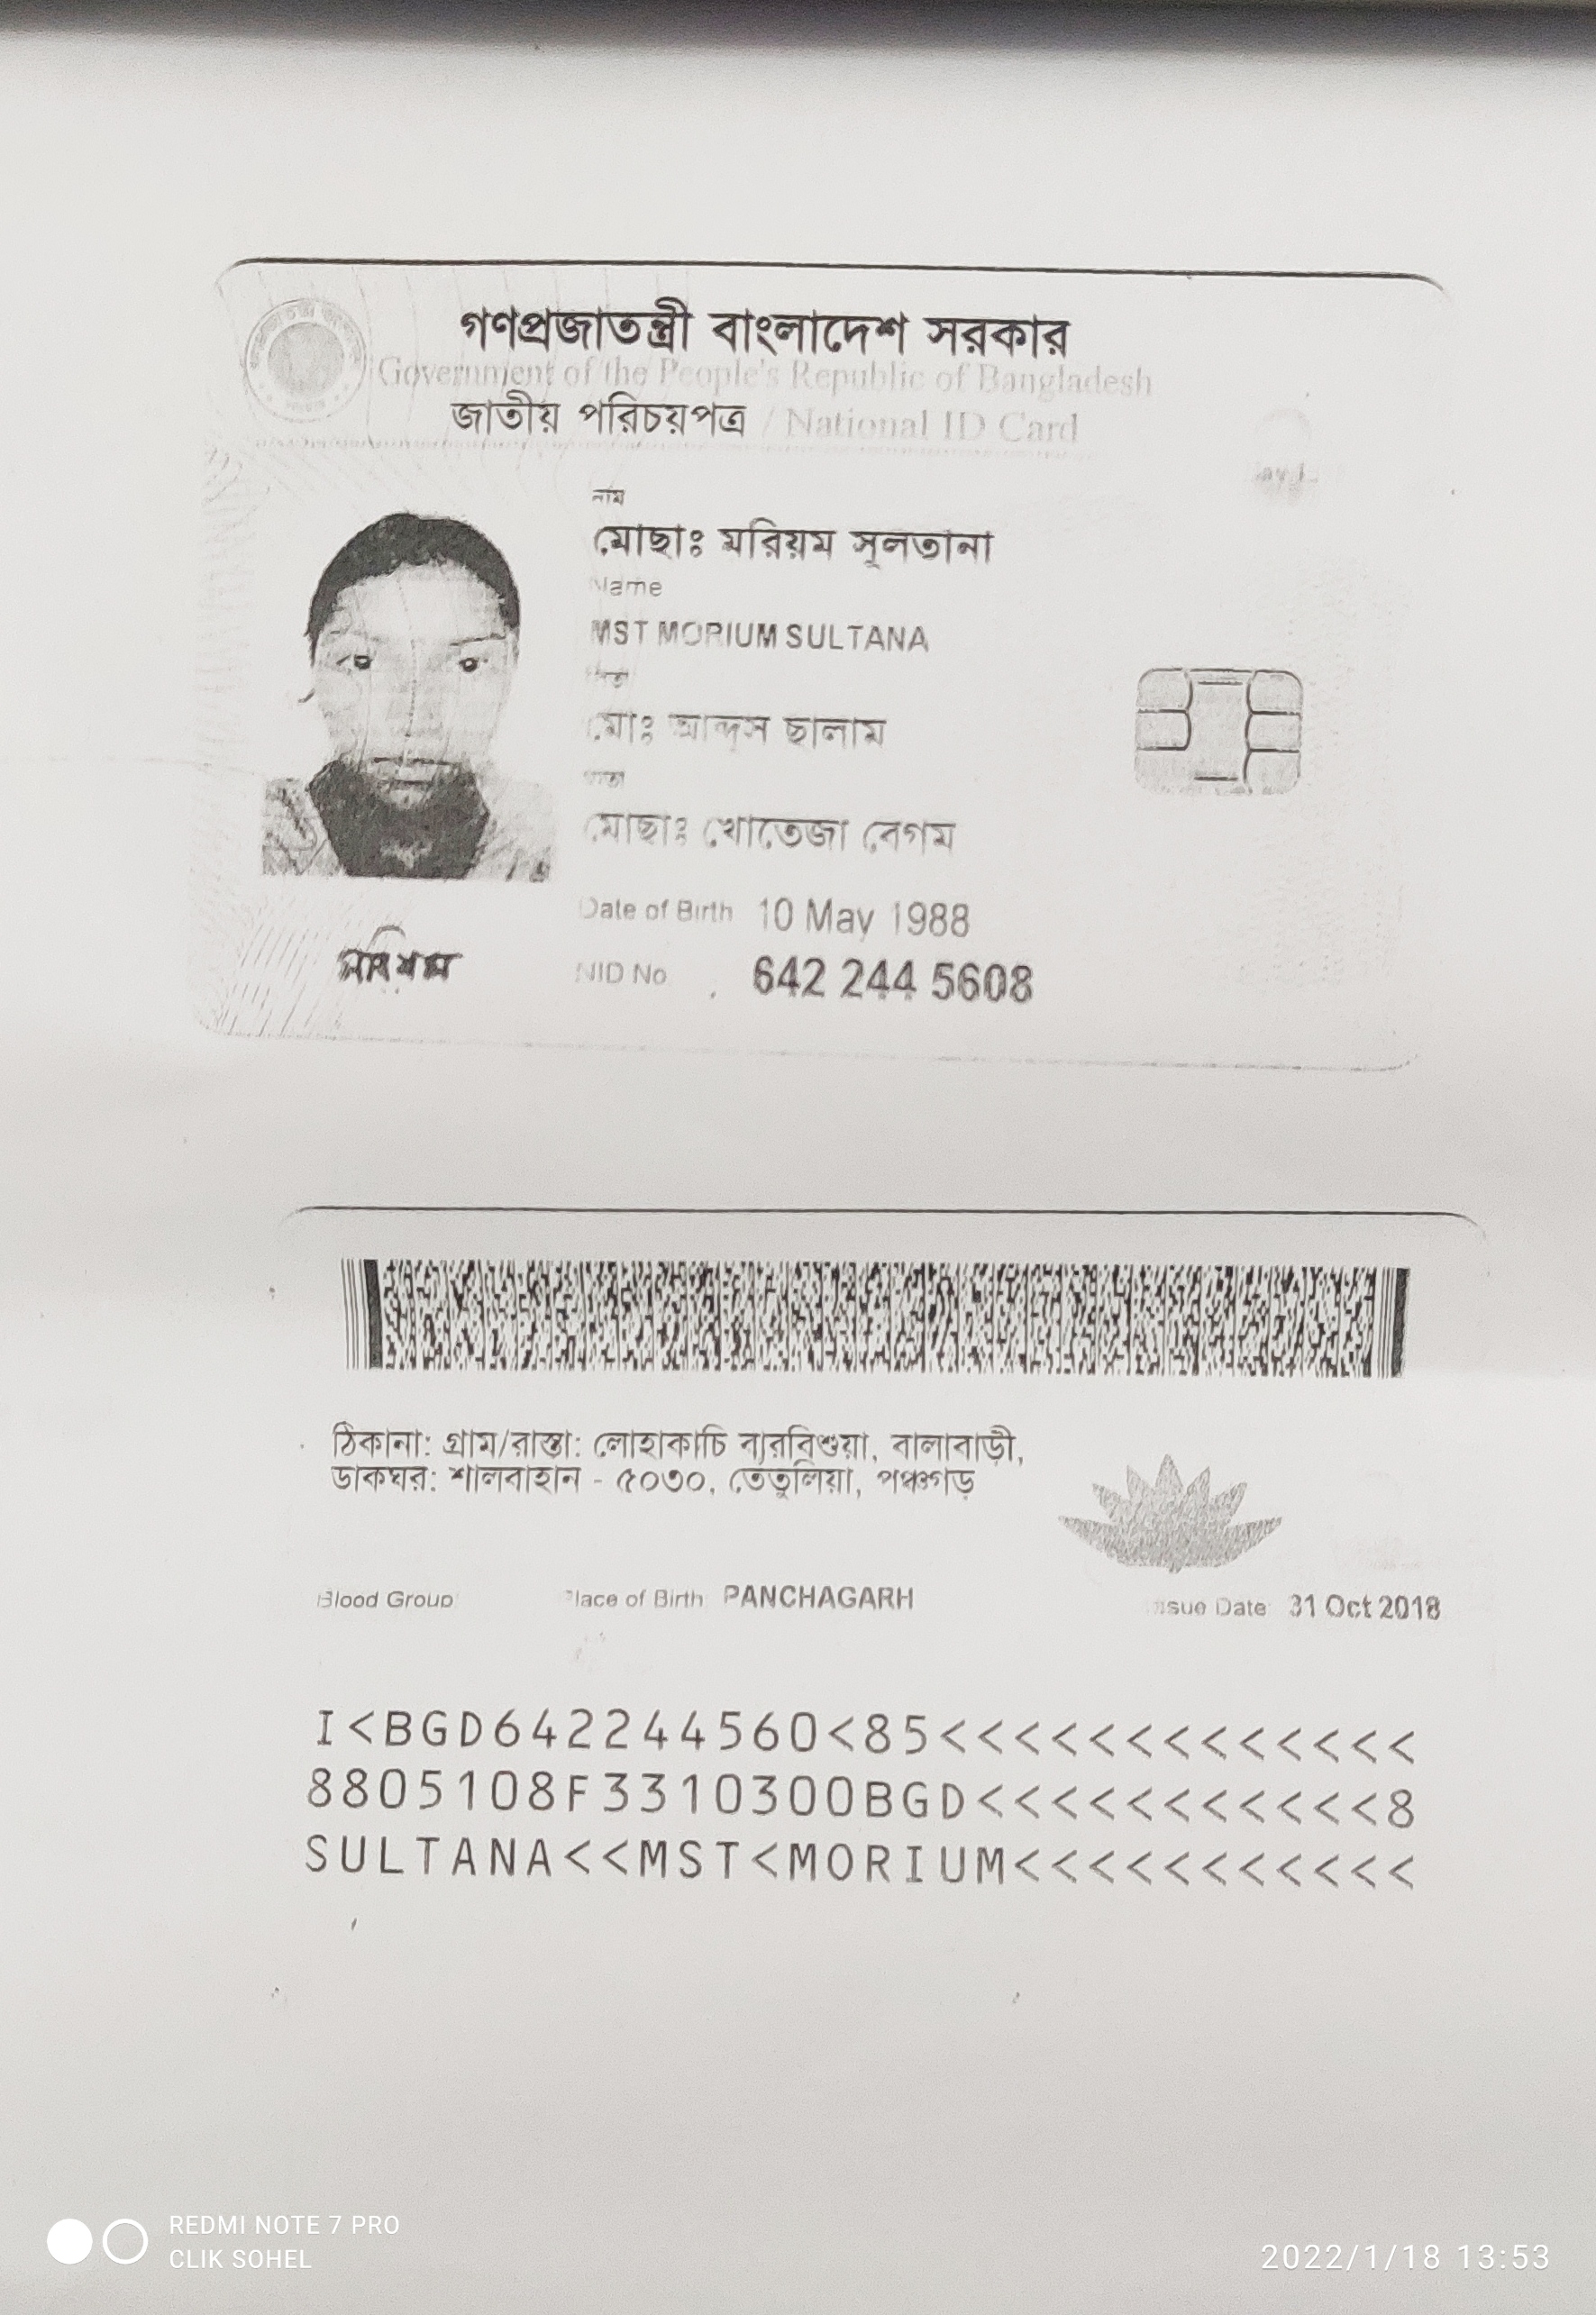 গণপ্রজাতন্ত্রী বাংলাদেশ সরকার
Government of the People's Republic of Bangladesh
জাতীয় পরিচয়পত্র / National ID Card
নাম
মোছাঃ মরিয়ম সুলতানা
Name
MST MORIUM SULTANA
পিতা
মোঃ আব্দুস ছালাম
মাতা
মোছাঃ খোতেজা বেগম
Date of Birth 10 May 1988
মরিয়ম
NID No 642 244 5608
ঠিকানা: গ্রাম/রাস্তা: লোহাকাচি বারবিশুয়া, বালাবাড়ী,
ডাকঘর: শালবাহান - ৫০৩০, তেঁতুলিয়া, পঞ্চগড়
Blood Group Place of Birth PANCHAGARH Issue Date 31 Oct 2018
I<BGD642244560<85<<<<<<<<<<<<<
8805108F3310300BGD<<<<<<<<<<<8
SULTANA<<MST<MORIUM<<<<<<<<<<<
REDMI NOTE 7 PRO
CLIK SOHEL
2022/1/18 13:53